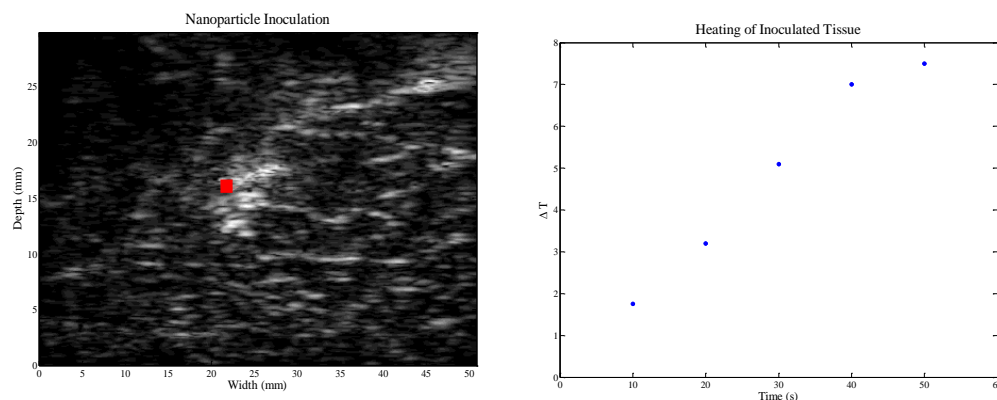 Nanoparticle Inoculation
Depth (mm)
25
20
15
10
5
0
0 5 10 15 20 25 30 35 40 45 50
Width (mm)
Heating of Inoculated Tissue
Δ T
8
7
6
5
4
3
2
1
0
0 10 20 30 40 50
Time (s)